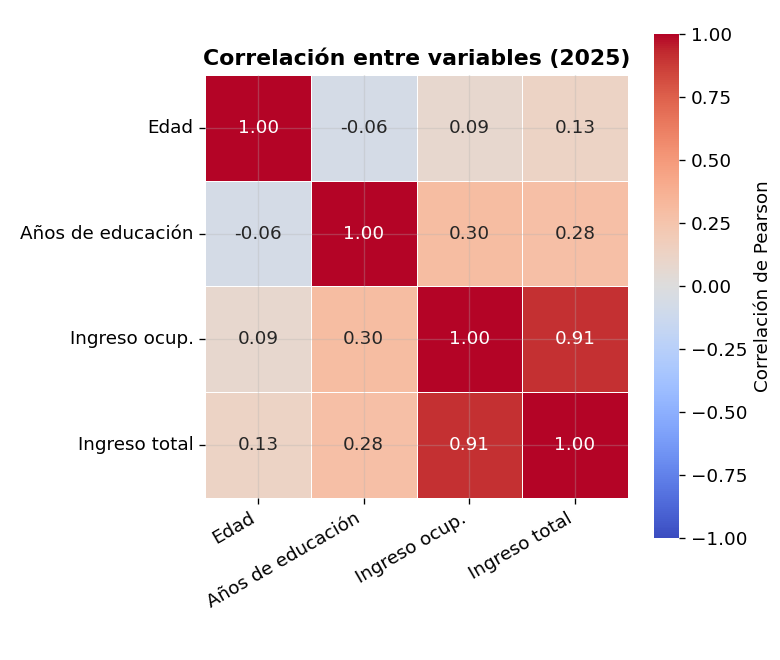 Correlación entre variables (2025)
Edad 1.00 -0.06 0.09 0.13
Años de educación -0.06 1.00 0.30 0.28
Ingreso ocup. 0.09 0.30 1.00 0.91
Ingreso total 0.13 0.28 0.91 1.00
Edad
Años de educación
Ingreso ocup.
Ingreso total
1.00
0.75
0.50
0.25
0.00
−0.25
−0.50
−0.75
−1.00
Correlación de Pearson